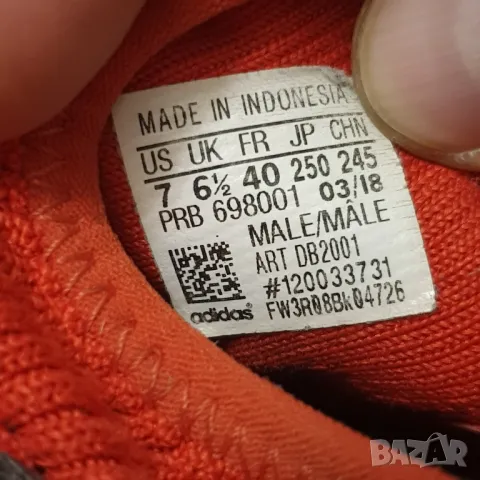 MADE IN INDONESIA
US UK FR JP CHN
7 6½ 40 250 245
PRB 698001 03/18
MALE/MÂLE
ART DB2001
#120033731
adidas FW3R08Bk04726
BAZAR